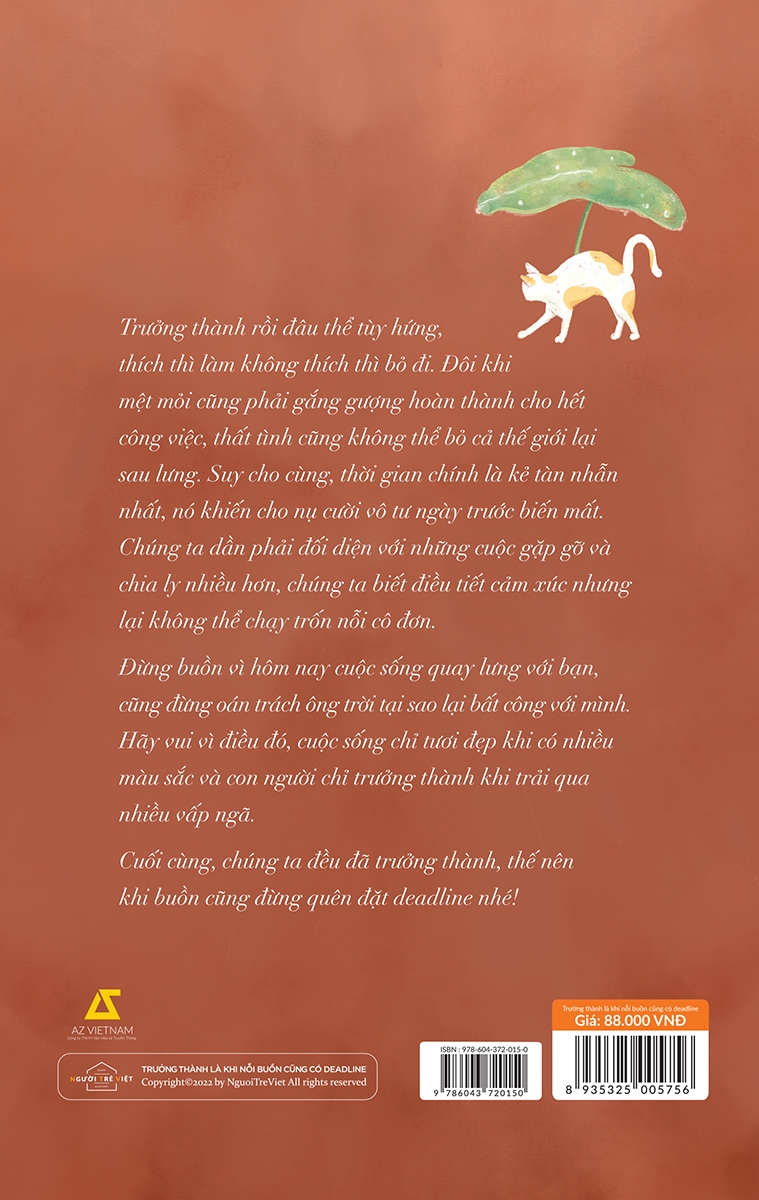 Trưởng thành rồi đâu thể tùy hứng,
thích thì làm không thích thì bỏ đi. Đôi khi
mệt mỏi cũng phải gắng gượng hoàn thành cho hết
công việc, thất tình cũng không thể bỏ cả thế giới lại
sau lưng. Suy cho cùng, thời gian chính là kẻ tàn nhẫn
nhất, nó khiến cho nụ cười vô tư ngày trước biến mất.
Chúng ta dần phải đối diện với những cuộc gặp gỡ và
chia ly nhiều hơn, chúng ta biết điều tiết cảm xúc nhưng
lại không thể chạy trốn nỗi cô đơn.
Đừng buồn vì hôm nay cuộc sống quay lưng với bạn,
cũng đừng oán trách ông trời tại sao lại bất công với mình.
Hãy vui vì điều đó, cuộc sống chỉ tươi đẹp khi có nhiều
màu sắc và con người chỉ trưởng thành khi trải qua
nhiều vấp ngã.
Cuối cùng, chúng ta đều đã trưởng thành, thế nên
khi buồn cũng đừng quên đặt deadline nhé!
AZ VIETNAM
Công ty TNHH Văn Hóa và Truyền Thông
NGƯỜI TRẺ VIỆT
TRƯỞNG THÀNH LÀ KHI NỖI BUỒN CŨNG CÓ DEADLINE
Copyright©2022 by NguoiTreViet All rights reserved
ISBN : 978-604-372-015-0
9 786043 720150
Trưởng thành là khi nỗi buồn cũng có deadline
Giá: 88.000 VNĐ
8 935325 005756